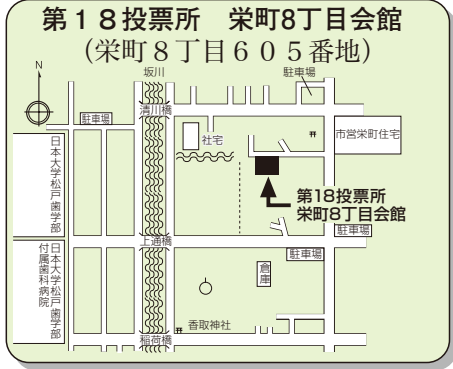 第１８投票所　栄町8丁目会館
（栄町８丁目６０５番地）
N
坂川
駐車場
清川橋
駐車場
社宅
市営栄町住宅
日本大学松戸歯学部
第18投票所
栄町8丁目会館
駐車場
上通橋
駐車場
日本大学松戸歯学部
付属歯科病院
倉庫
香取神社
稲荷橋